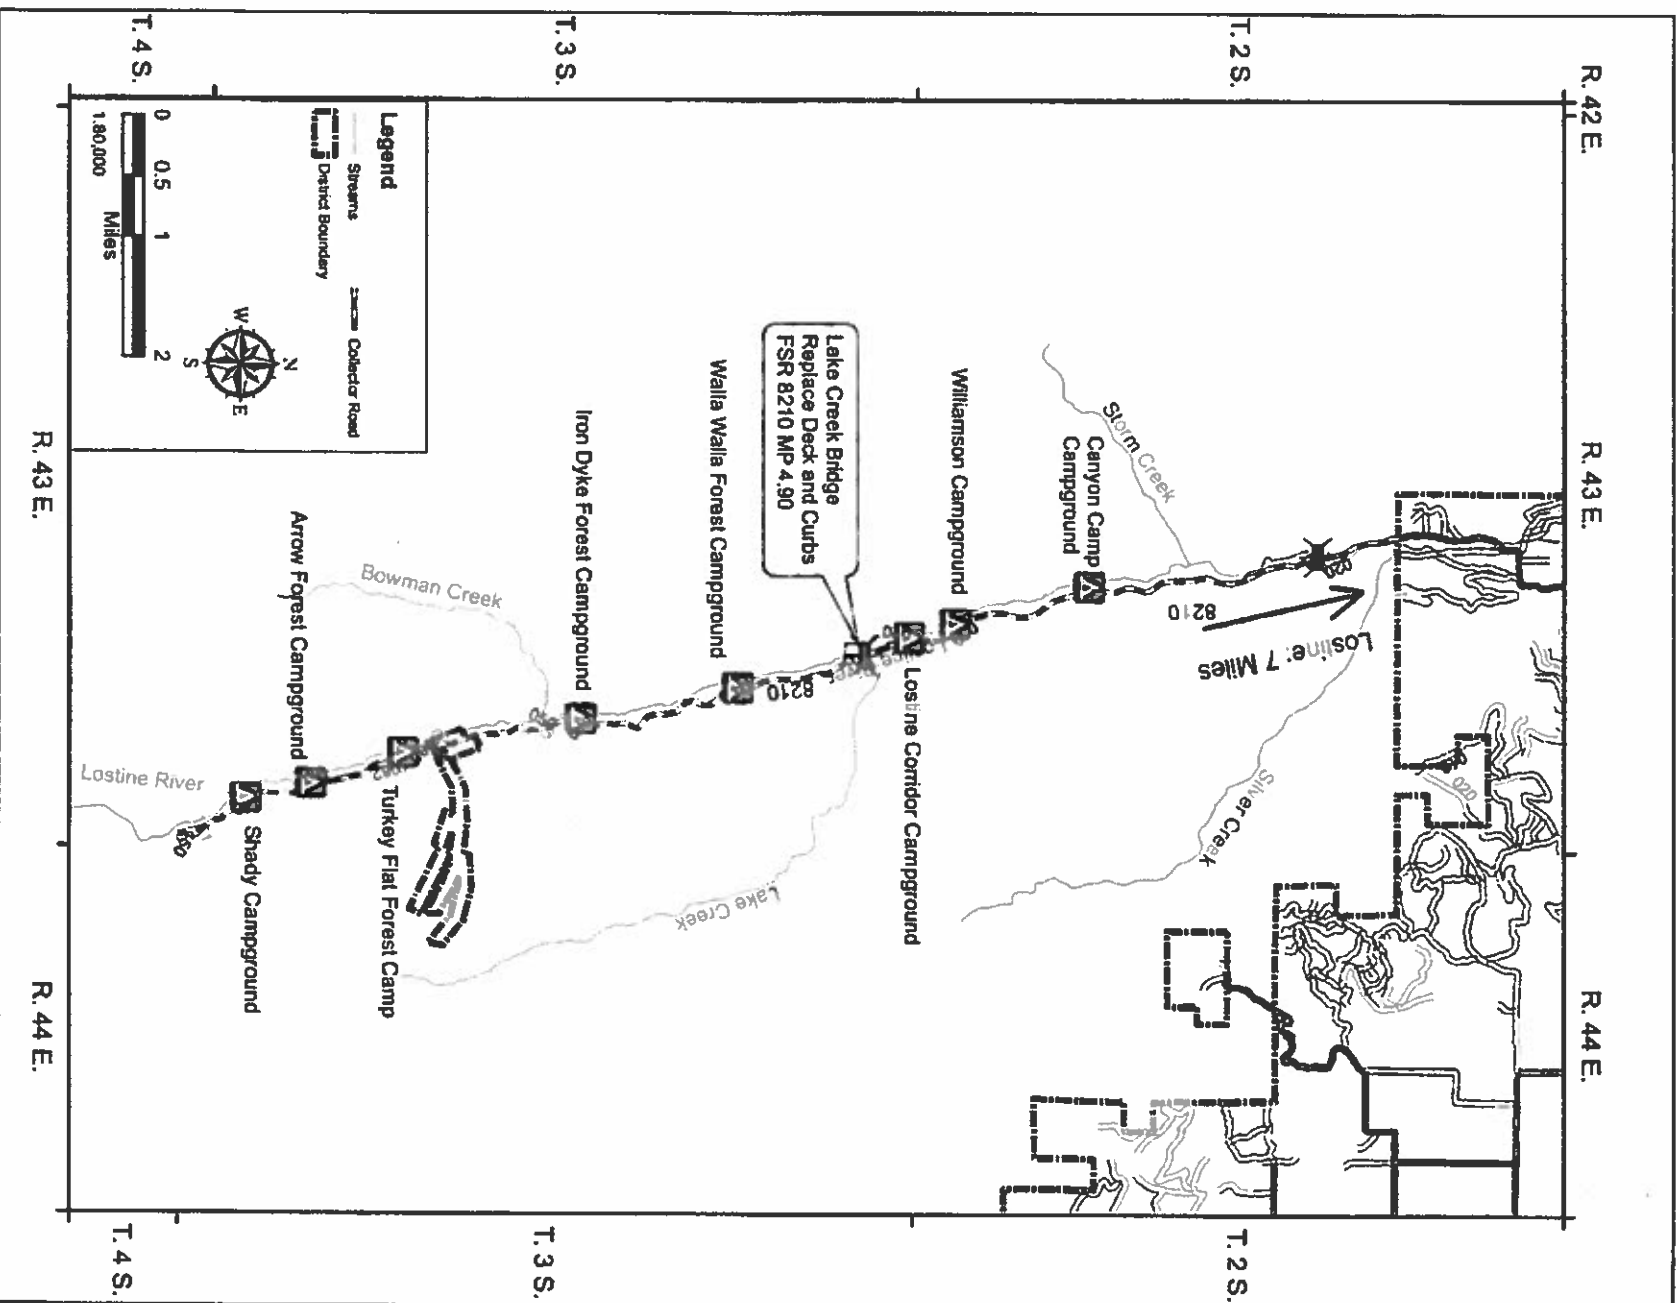 R. 42 E.
R. 43 E.
R. 44 E.
T. 2 S.
T. 2 S.
8210
Lostine: 7 Miles
Storm Creek
Silver Creek
020
Canyon Camp
Campground
Williamson Campground
Lostine Corridor Campground
Lake Creek Bridge
Replace Deck and Curbs
FSR 8210 MP 4.90
8210
Walla Walla Forest Campground
Lake Creek
T. 3 S.
T. 3 S.
Iron Dyke Forest Campground
Bowman Creek
Turkey Flat Forest Camp
Arrow Forest Campground
Shady Campground
Lostine River
Legend
Streams
Collector Road
District Boundary
N
W
E
S
0 0.5 1 2
Miles
1:80,000
T. 4 S.
T. 4 S.
R. 43 E.
R. 44 E.